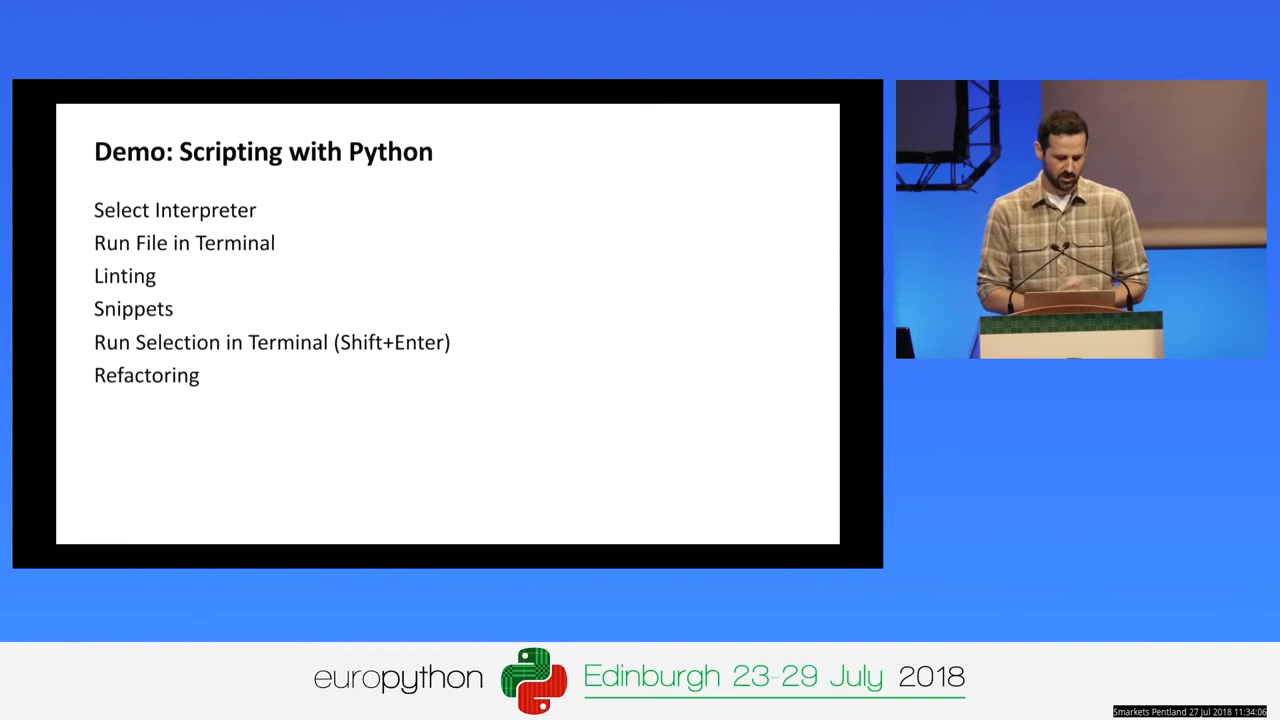 Demo: Scripting with Python
Select Interpreter
Run File in Terminal
Linting
Snippets
Run Selection in Terminal (Shift+Enter)
Refactoring
europython Edinburgh 23-29 July 2018
Smarkets Pentland 27 Jul 2018 11:34:06